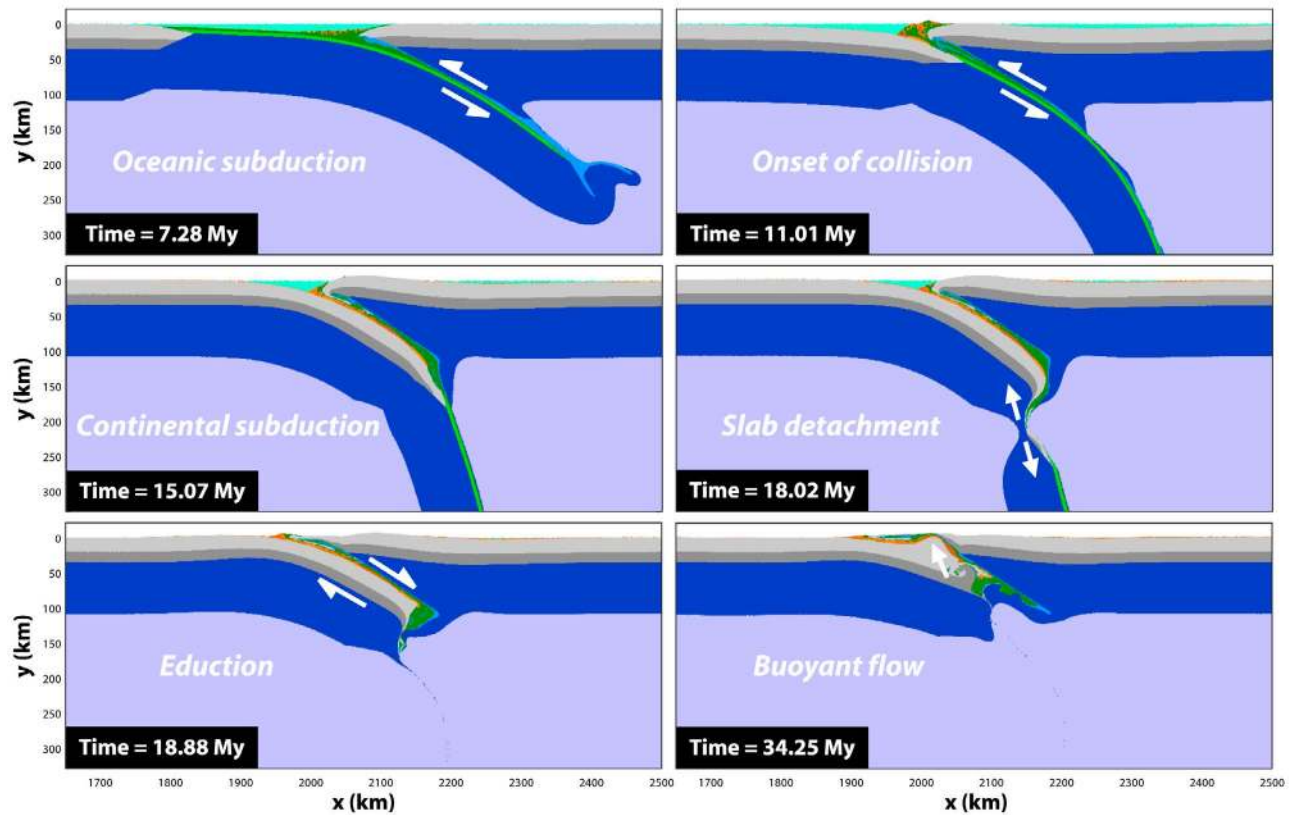 0
50
y (km)
100
150
200
250
300
Oceanic subduction
Time = 7.28 My
Onset of collision
Time = 11.01 My
0
50
y (km)
100
150
200
250
300
Continental subduction
Time = 15.07 My
Slab detachment
Time = 18.02 My
0
50
y (km)
100
150
200
250
300
Eduction
Time = 18.88 My
Buoyant flow
Time = 34.25 My
1700 1800 1900 2000 2100 2200 2300 2400 2500
x (km)
1700 1800 1900 2000 2100 2200 2300 2400 2500
x (km)